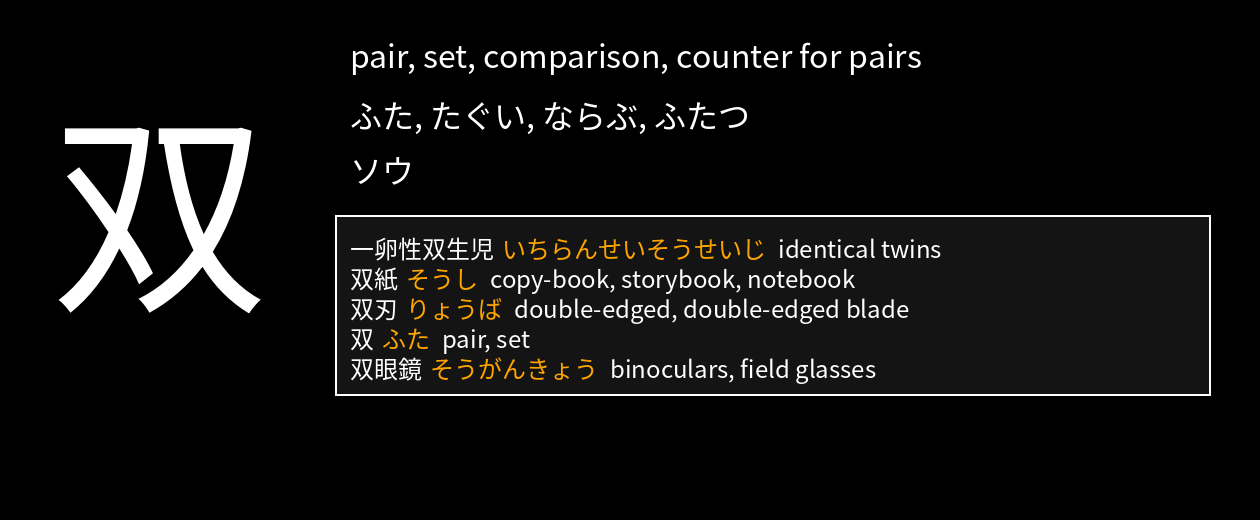 双
pair, set, comparison, counter for pairs
ふた, たぐい, ならぶ, ふたつ
ソウ
一卵性双生児 いちらんせいそうせいじ identical twins
双紙 そうし copy-book, storybook, notebook
双刃 りょうば double-edged, double-edged blade
双 ふた pair, set
双眼鏡 そうがんきょう binoculars, field glasses